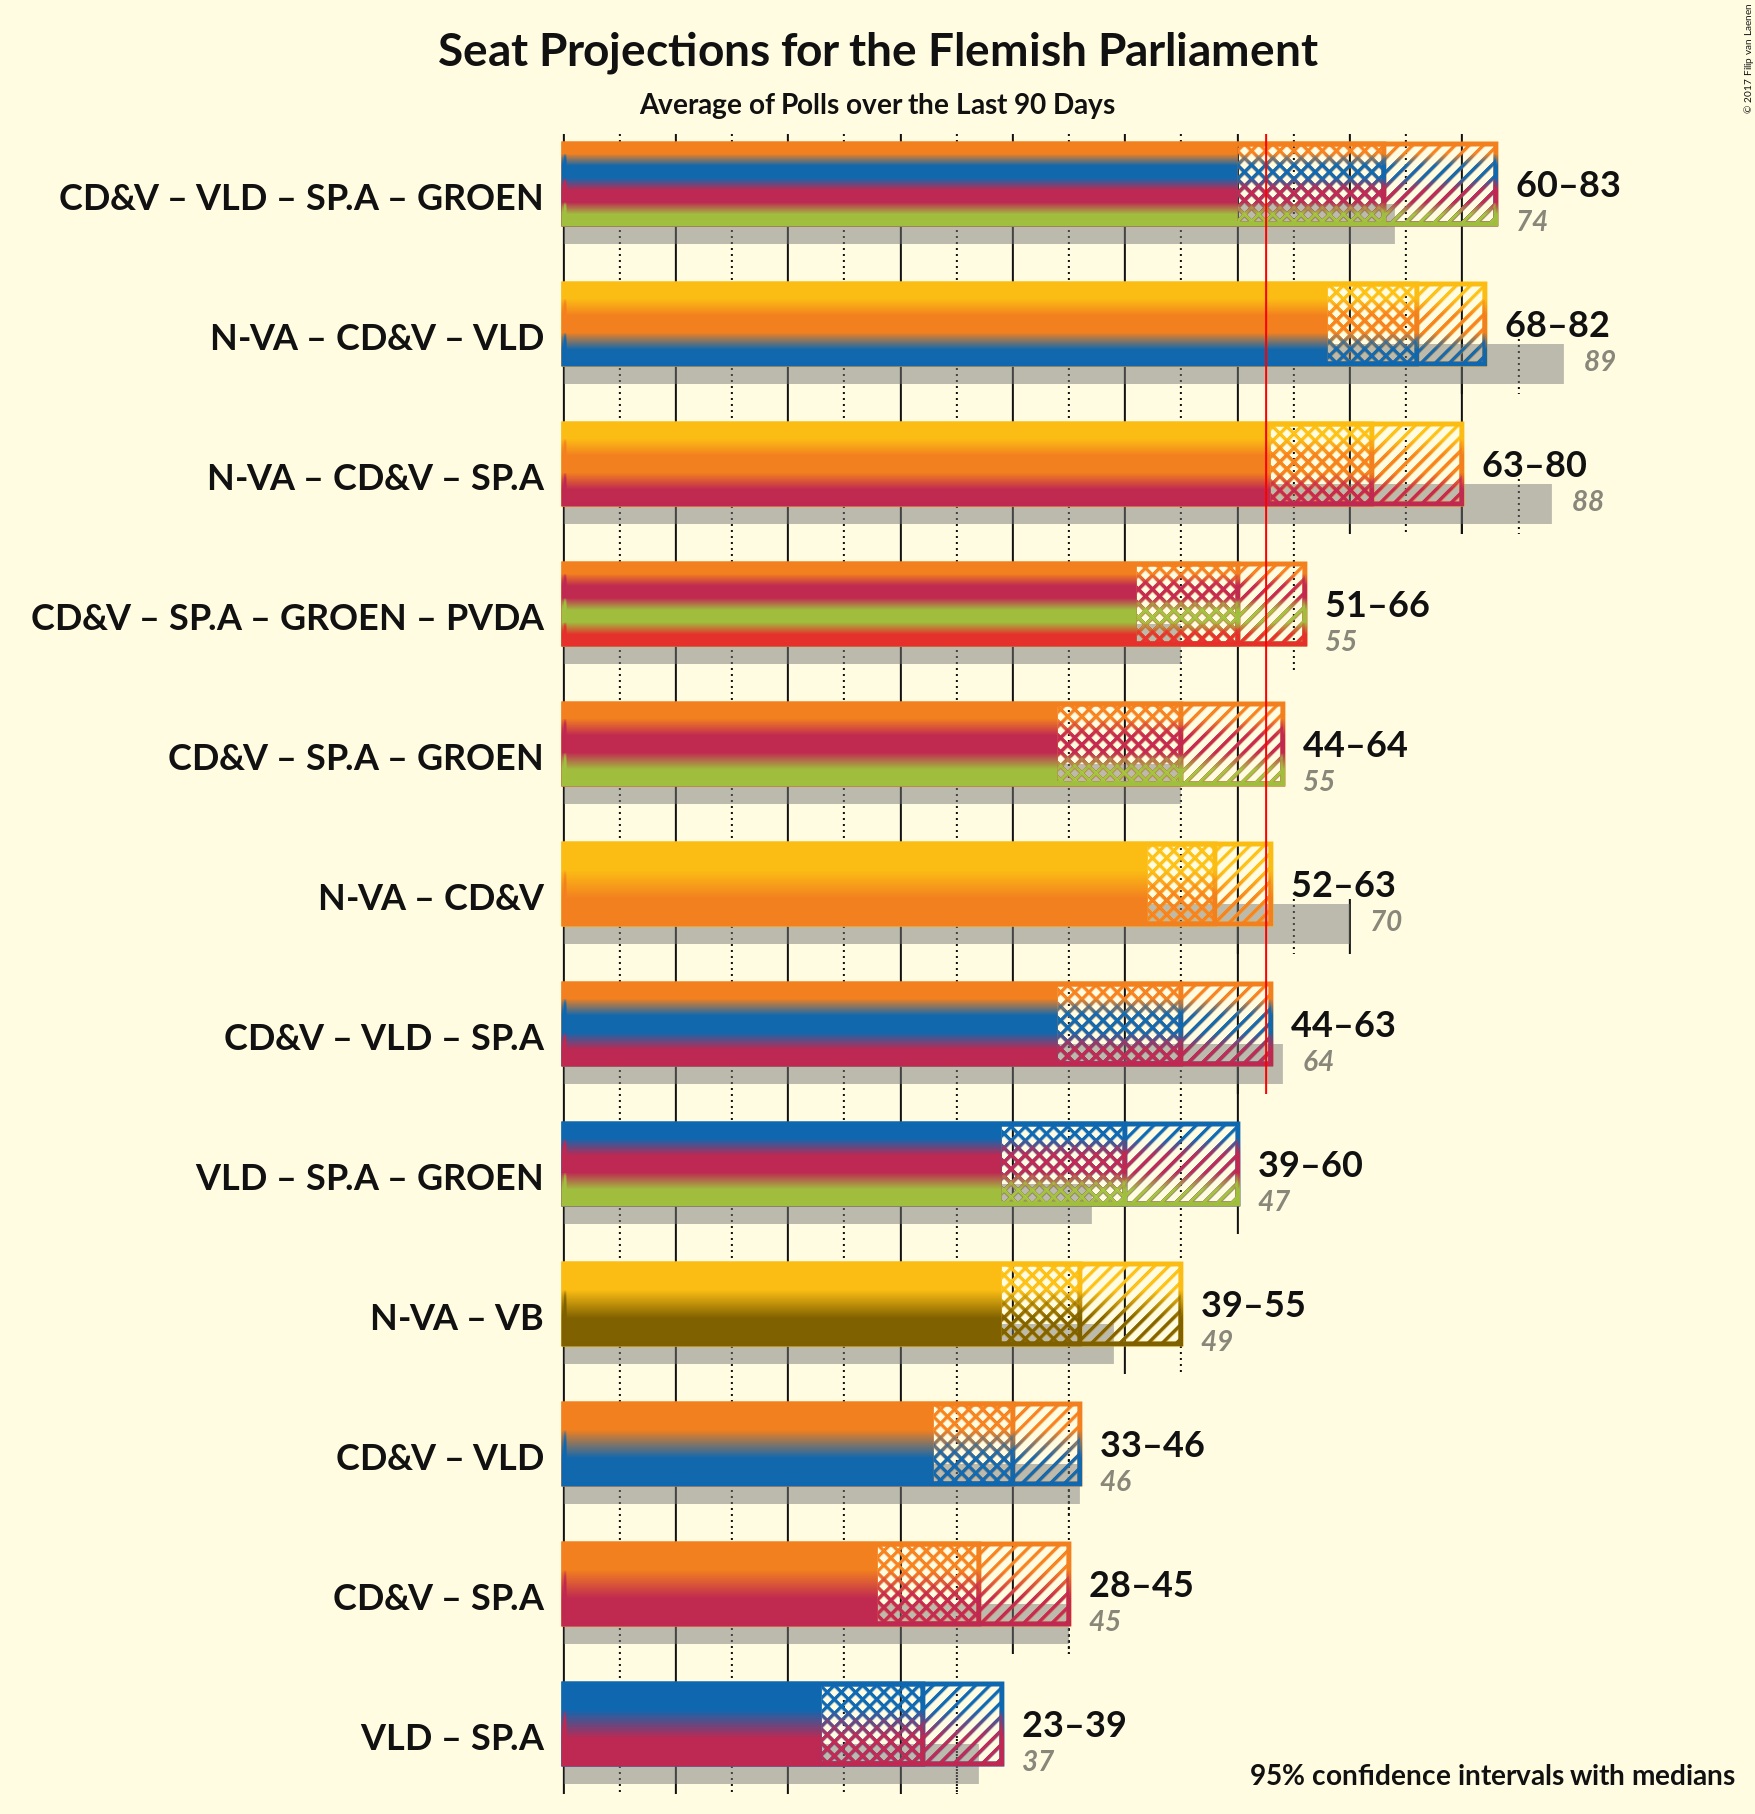 Seat Projections for the Flemish Parliament
Average of Polls over the Last 90 Days
© 2017 Filip van Laenen
CD&V – VLD – SP.A – GROEN
60–83
74
N-VA – CD&V – VLD
68–82
89
N-VA – CD&V – SP.A
63–80
88
CD&V – SP.A – GROEN – PVDA
51–66
55
CD&V – SP.A – GROEN
44–64
55
N-VA – CD&V
52–63
70
CD&V – VLD – SP.A
44–63
64
VLD – SP.A – GROEN
39–60
47
N-VA – VB
39–55
49
CD&V – VLD
33–46
46
CD&V – SP.A
28–45
45
VLD – SP.A
23–39
37
95% confidence intervals with medians